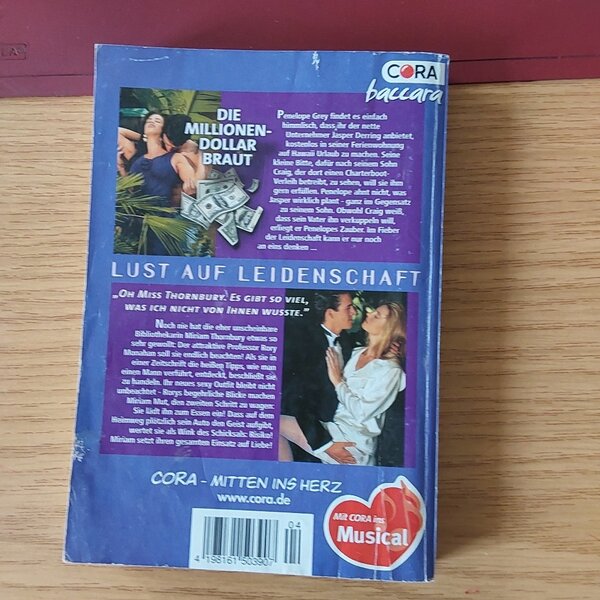 CORA
baccara
DIE
MILLIONEN-
DOLLAR
BRAUT
Penelope Grey findet es einfach
himmlisch, dass ihr der nette
Unternehmer Jasper Derring anbietet,
kostenlos in seiner Ferienwohnung
auf Hawaii Urlaub zu machen. Seine
kleine Bitte, dafür nach seinem Sohn
Craig, der dort einen Charterboot-
Verleih betreibt, zu sehen, will sie ihm
gern erfüllen. Penelope ahnt nicht, was
Jasper wirklich plant - ganz im Gegensatz
zu seinem Sohn. Obwohl Craig weiß,
dass sein Vater ihn verkuppeln will,
erliegt er Penelopes Zauber. Im Fieber
der Leidenschaft kann er nur noch
an eins denken ...
LUST AUF LEIDENSCHAFT
„OH MISS THORNBURY. ES GIBT SO VIEL,
WAS ICH NICHT VON IHNEN WUSSTE."
Noch nie hat die eher unscheinbare
Bibliothekarin Miriam Thornbury etwas so
sehr gewollt: Der attraktive Professor Rory
Monahan soll sie endlich beachten! Als sie in
einer Zeitschrift die heißen Tipps, wie man
einen Mann verführt, entdeckt, beschließt sie
zu handeln. Ihr neues sexy Outfit bleibt nicht
unbeachtet - Rorys begehrliche Blicke machen
Miriam Mut, den zweiten Schritt zu wagen:
Sie lädt ihn zum Essen ein! Dass auf dem
Heimweg plötzlich sein Auto den Geist aufgibt,
wertet sie als Wink des Schicksals: Risiko!
Miriam setzt ihren gesamten Einsatz auf Liebe!
CORA - MITTEN INS HERZ
www.cora.de
Mit CORA ins
Musical
04
4 198161 503907